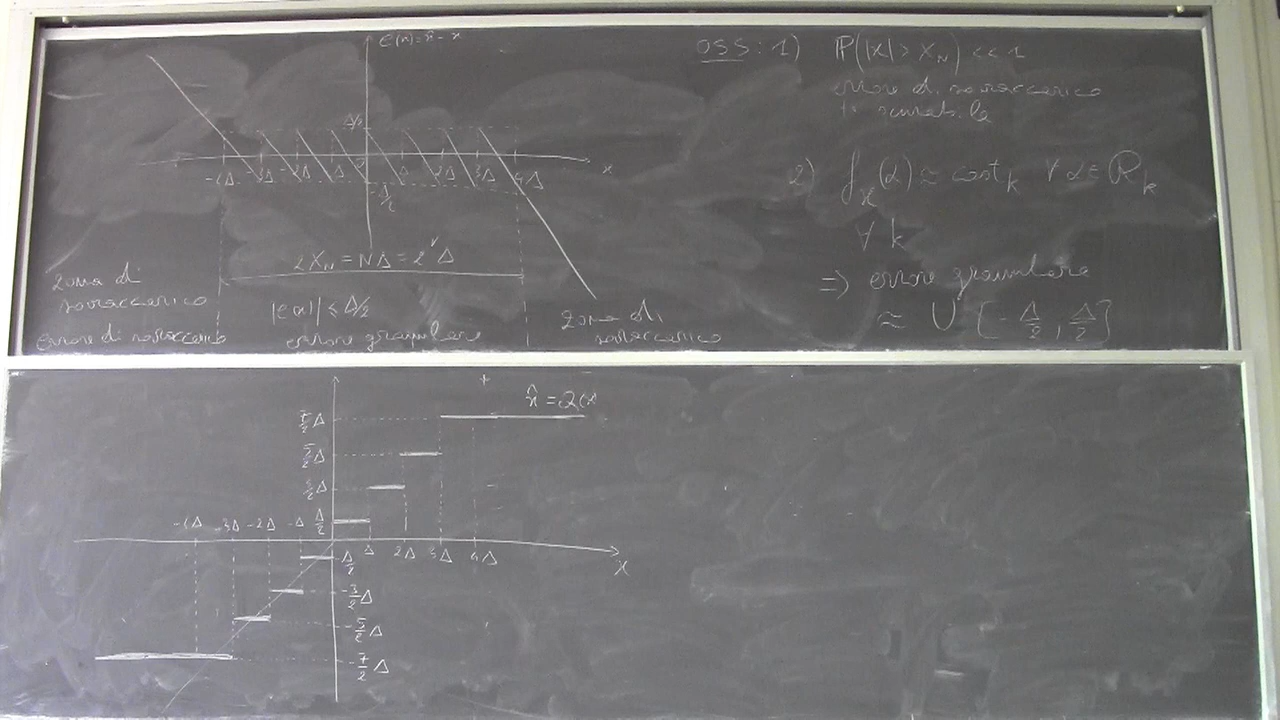 e(x) = x̂ - x
Δ/2
-4Δ -3Δ -2Δ -Δ Δ 2Δ 3Δ 4Δ x
-Δ/2
2X_N = NΔ = 2^ν Δ
zona di
sovraccarico
errore di sovraccarico
|e(x)| ≤ Δ/2
errore granulare
zona di
sovraccarico
OSS: 1) P(|x| > X_N) << 1
errore di sovraccarico
2) f_x(α) ≈ cost_k ∀ α ∈ R_k
∀ k
⇒ errore granulare
≈ U [-Δ/2, Δ/2]
x̂ = Q(x
7/2 Δ
5/2 Δ
3/2 Δ
Δ/2
-4Δ -3Δ -2Δ -Δ
Δ 2Δ 3Δ 4Δ
x
-Δ/2
-3/2 Δ
-5/2 Δ
-7/2 Δ